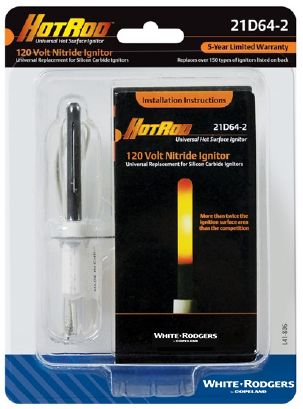 HOTROD
21D64-2
Universal Hot Surface Ignitor
5-Year Limited Warranty
120 Volt Nitride Ignitor
Universal Replacement for Silicon Carbide Ignitors
Replaces over 150 types of ignitors listed on back
Installation Instructions
HOTROD
21D64-2
Universal Hot Surface Ignitor
120 Volt Nitride Ignitor
Universal Replacement for Silicon Carbide Igniters
More than twice the
ignition surface area
than the competition
WHITE-RODGERS
BY COPELAND
WHITE-RODGERS
BY COPELAND